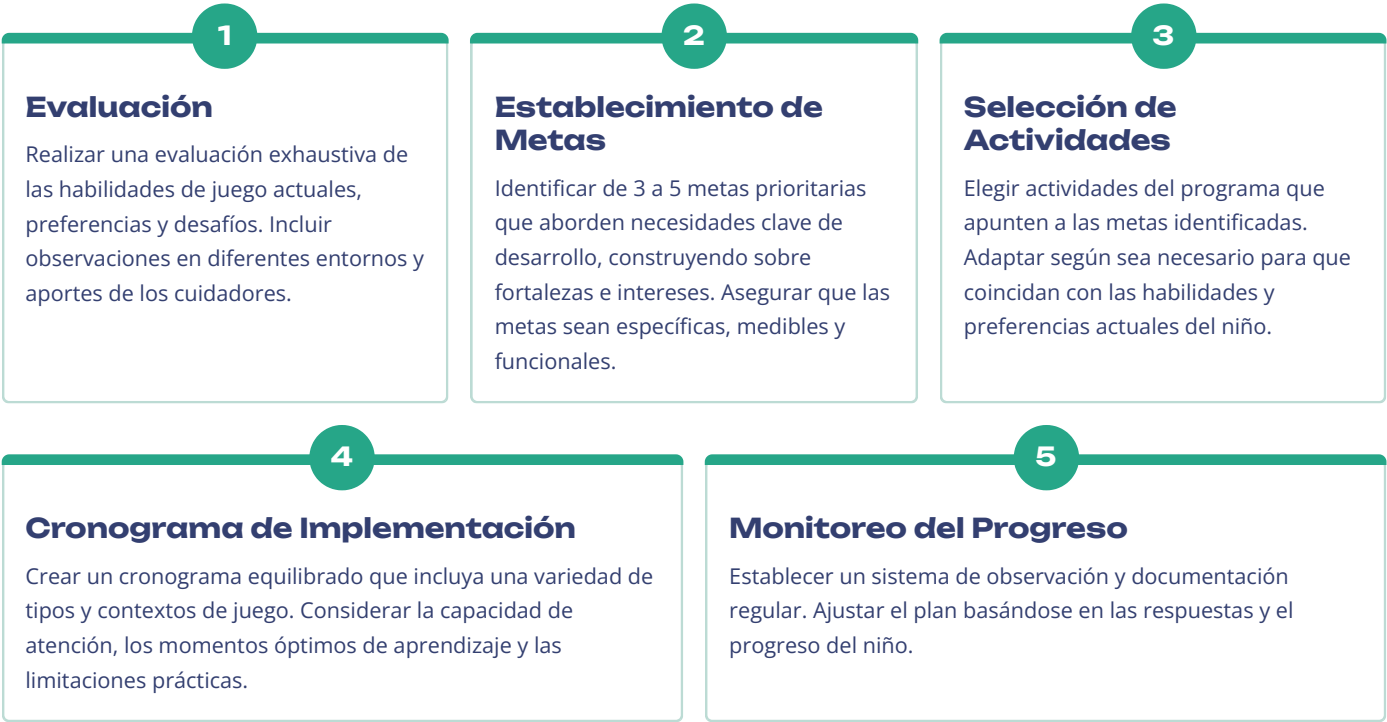 1
Evaluación
Realizar una evaluación exhaustiva de
las habilidades de juego actuales,
preferencias y desafíos. Incluir
observaciones en diferentes entornos y
aportes de los cuidadores.
2
Establecimiento de
Metas
Identificar de 3 a 5 metas prioritarias
que aborden necesidades clave de
desarrollo, construyendo sobre
fortalezas e intereses. Asegurar que las
metas sean específicas, medibles y
funcionales.
3
Selección de
Actividades
Elegir actividades del programa que
apunten a las metas identificadas.
Adaptar según sea necesario para que
coincidan con las habilidades y
preferencias actuales del niño.
4
Cronograma de Implementación
Crear un cronograma equilibrado que incluya una variedad de
tipos y contextos de juego. Considerar la capacidad de
atención, los momentos óptimos de aprendizaje y las
limitaciones prácticas.
5
Monitoreo del Progreso
Establecer un sistema de observación y documentación
regular. Ajustar el plan basándose en las respuestas y el
progreso del niño.